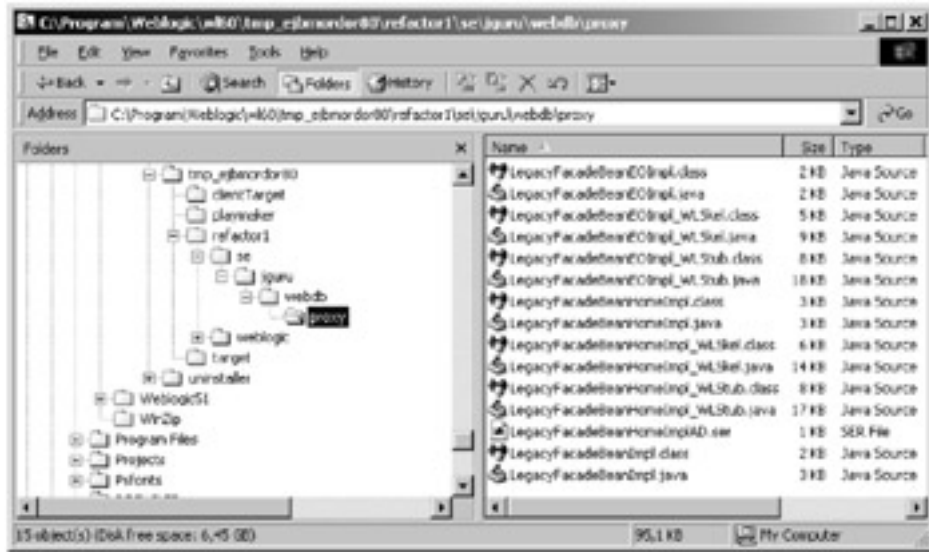 C:\Program\Weblogic\wl60\tmp_ejbmordor80\refactor1\se\jguru\webdb\proxy
File Edit View Favorites Tools Help
Back Search Folders History
Address C:\Program\Weblogic\wl60\tmp_ejbmordor80\refactor1\se\jguru\webdb\proxy Go
Folders
tmp_ejbmordor80
clientTarget
playmaker
refactor1
se
jguru
webdb
proxy
weblogic
target
uninstaller
Weblogic51
WinZip
Program Files
Projects
Psfonts
Name Size Type
LegacyFacadeBeanEOImpl.class 2 KB Java Source
LegacyFacadeBeanEOImpl.java 2 KB Java Source
LegacyFacadeBeanEOImpl_WLSkel.class 5 KB Java Source
LegacyFacadeBeanEOImpl_WLSkel.java 9 KB Java Source
LegacyFacadeBeanEOImpl_WLStub.class 8 KB Java Source
LegacyFacadeBeanEOImpl_WLStub.java 18 KB Java Source
LegacyFacadeBeanHomeImpl.class 3 KB Java Source
LegacyFacadeBeanHomeImpl.java 3 KB Java Source
LegacyFacadeBeanHomeImpl_WLSkel.class 6 KB Java Source
LegacyFacadeBeanHomeImpl_WLSkel.java 14 KB Java Source
LegacyFacadeBeanHomeImpl_WLStub.class 8 KB Java Source
LegacyFacadeBeanHomeImpl_WLStub.java 17 KB Java Source
LegacyFacadeBeanHomeImplAD.ser 1 KB SER File
LegacyFacadeBeanImpl.class 2 KB Java Source
LegacyFacadeBeanImpl.java 3 KB Java Source
15 object(s) (Disk free space: 6,45 GB) 95,1 KB My Computer